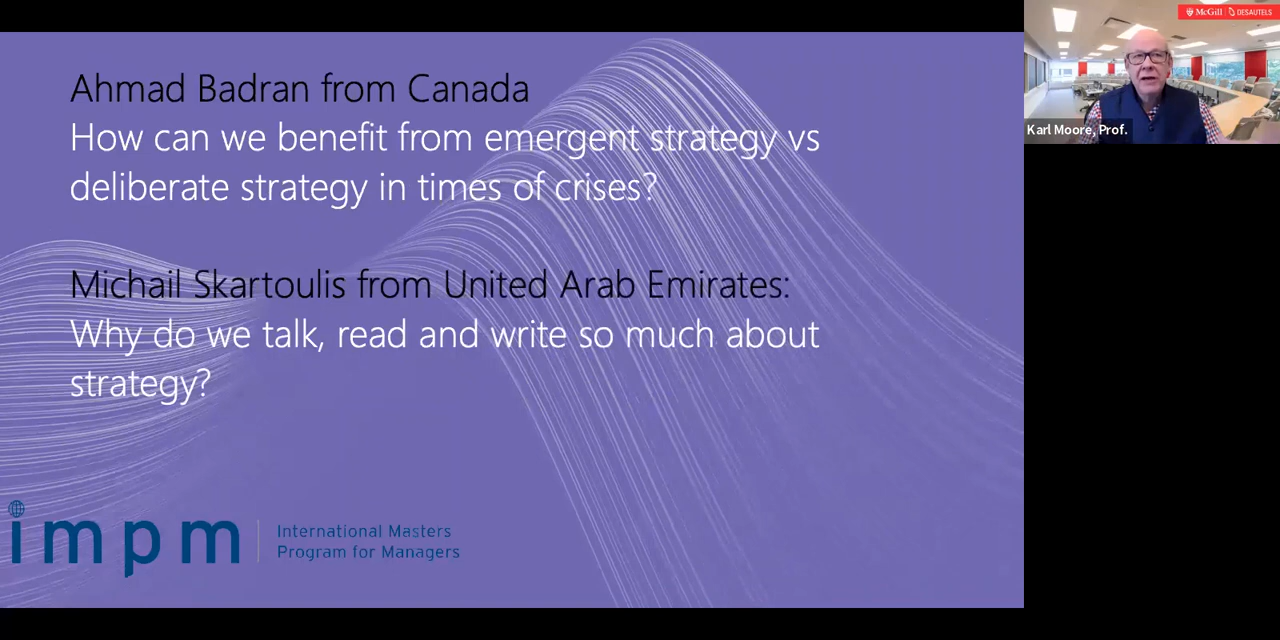 Ahmad Badran from Canada
How can we benefit from emergent strategy vs
deliberate strategy in times of crises?
Michail Skartoulis from United Arab Emirates:
Why do we talk, read and write so much about
strategy?
impm
International Masters
Program for Managers
McGill DESAUTELS
Karl Moore, Prof.